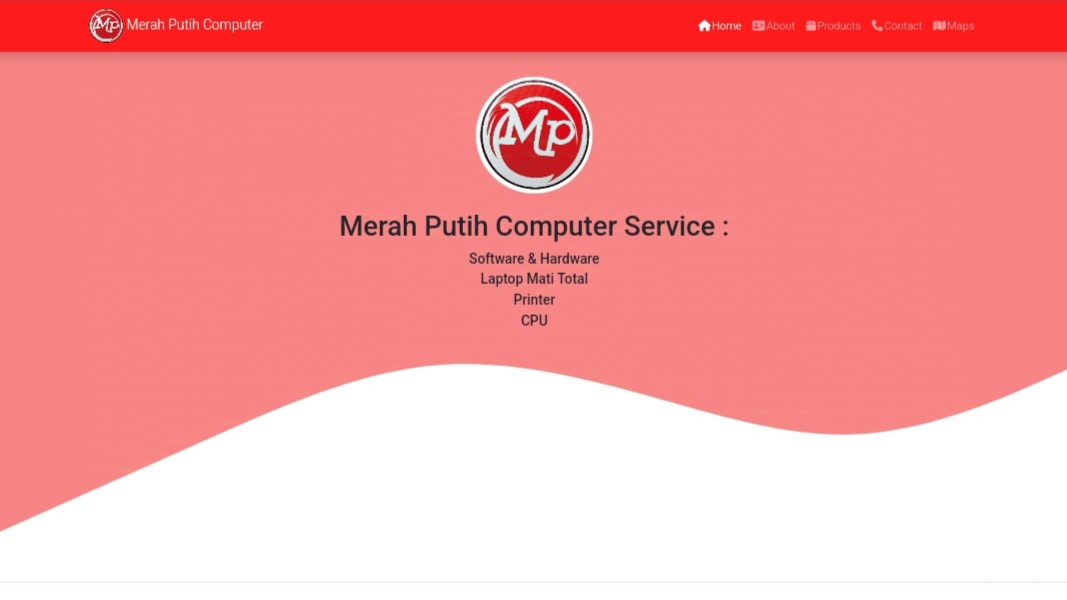 Mp Merah Putih Computer
Home About Products Contact Maps
Mp
Merah Putih Computer Service :
Software & Hardware
Laptop Mati Total
Printer
CPU